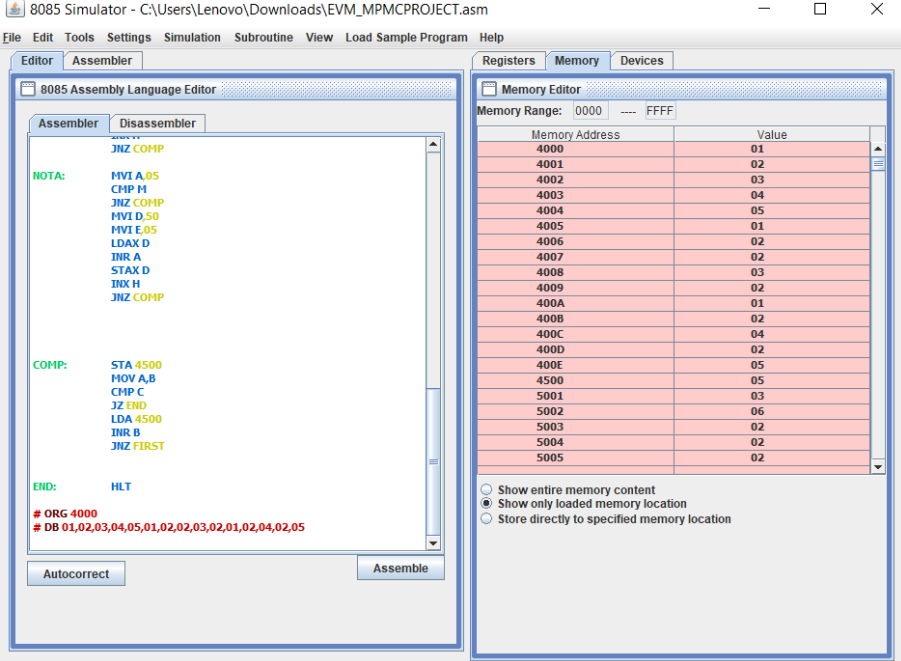 8085 Simulator - C:\Users\Lenovo\Downloads\EVM_MPMCPROJECT.asm
File Edit Tools Settings Simulation Subroutine View Load Sample Program Help
Editor Assembler
8085 Assembly Language Editor
Assembler Disassembler
JNZ COMP
NOTA: MVI A,05
CMP M
JNZ COMP
MVI D,50
MVI E,05
LDAX D
INR A
STAX D
INX H
JNZ COMP
COMP: STA 4500
MOV A,B
CMP C
JZ END
LDA 4500
INR B
JNZ FIRST
END: HLT
# ORG 4000
# DB 01,02,03,04,05,01,02,02,03,02,01,02,04,02,05
Autocorrect
Assemble
Registers Memory Devices
Memory Editor
Memory Range: 0000 ---- FFFF
Memory Address Value
4000 01
4001 02
4002 03
4003 04
4004 05
4005 01
4006 02
4007 02
4008 03
4009 02
400A 01
400B 02
400C 04
400D 02
400E 05
4500 05
5001 03
5002 06
5003 02
5004 02
5005 02
Show entire memory content
Show only loaded memory location
Store directly to specified memory location